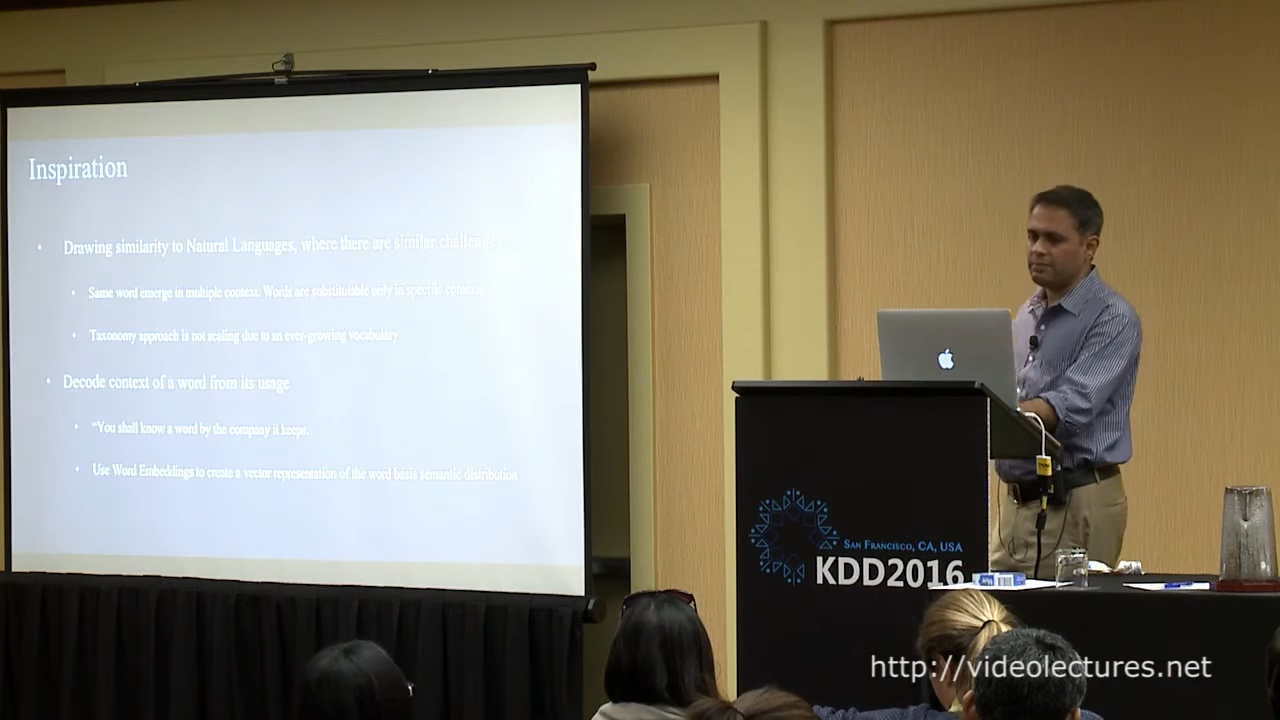 Inspiration
• Drawing similarity to Natural Languages, where there are similar challenges
• Same word emerge in multiple context. Words are substitutable only in specific contexts
• Taxonomy approach is not scaling due to an ever-growing vocabulary
• Decode context of a word from its usage
• "You shall know a word by the company it keeps.
• Use Word Embeddings to create a vector representation of the word basis semantic distribution
SAN FRANCISCO, CA, USA
KDD2016
http://videolectures.net